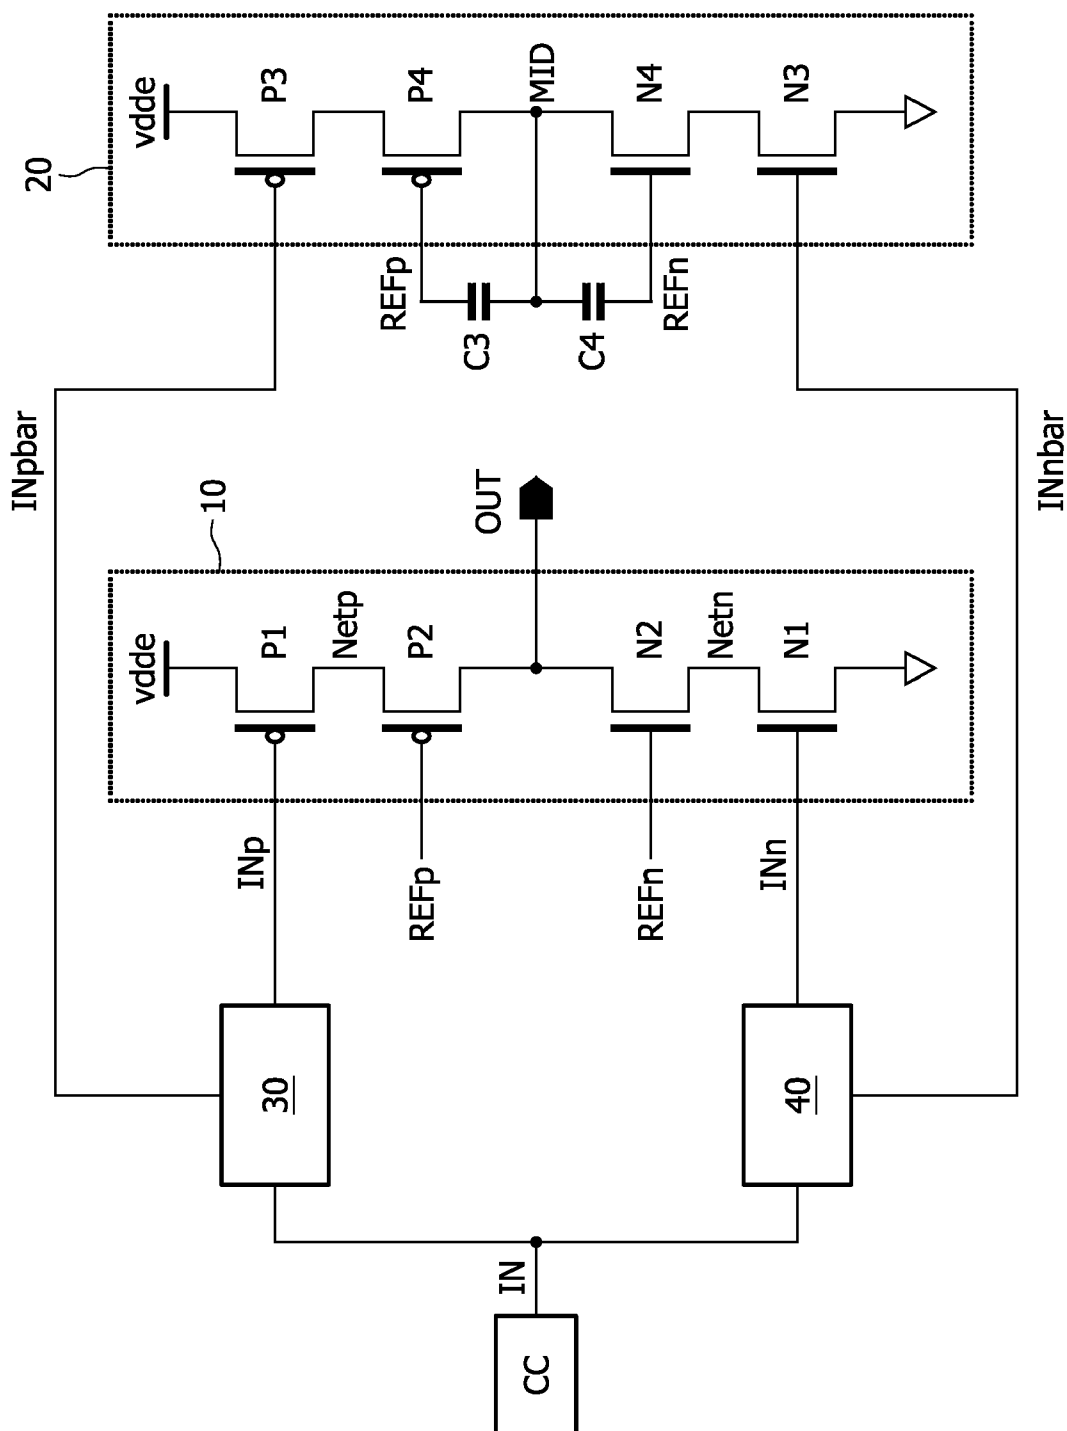 20
vdde
P3
P4
MID
N4
N3
REFp
C3
C4
REFn
INpbar
INnbar
10
OUT
vdde
P1
Netp
P2
N2
Netn
N1
INp
REFp
REFn
INn
30
40
IN
CC